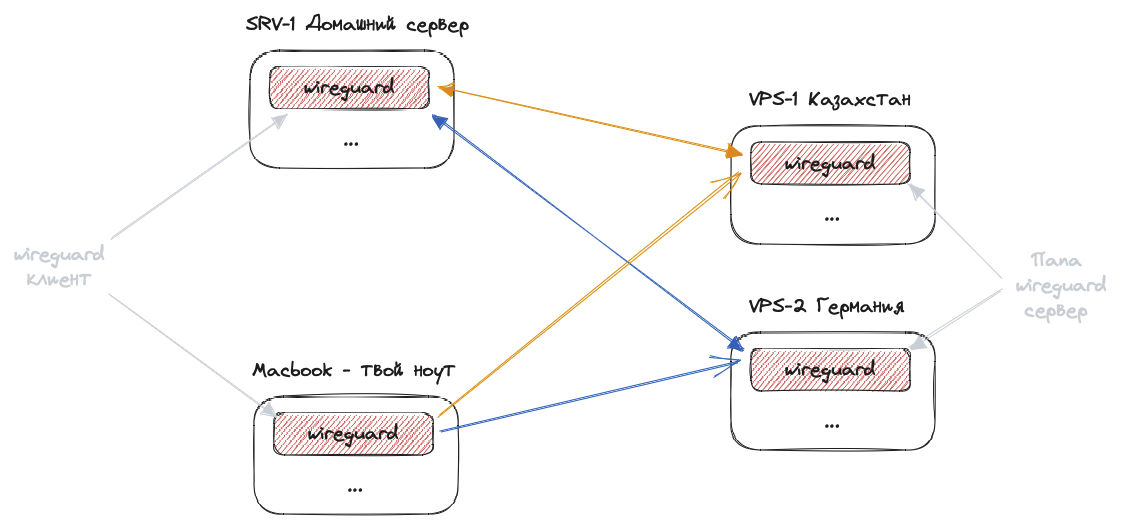 SRV-1 Домашний сервер
wireguard
...
VPS-1 Казахстан
wireguard
...
wireguard
клиент
Папа
wireguard
сервер
VPS-2 Германия
wireguard
...
Macbook - твой ноут
wireguard
...